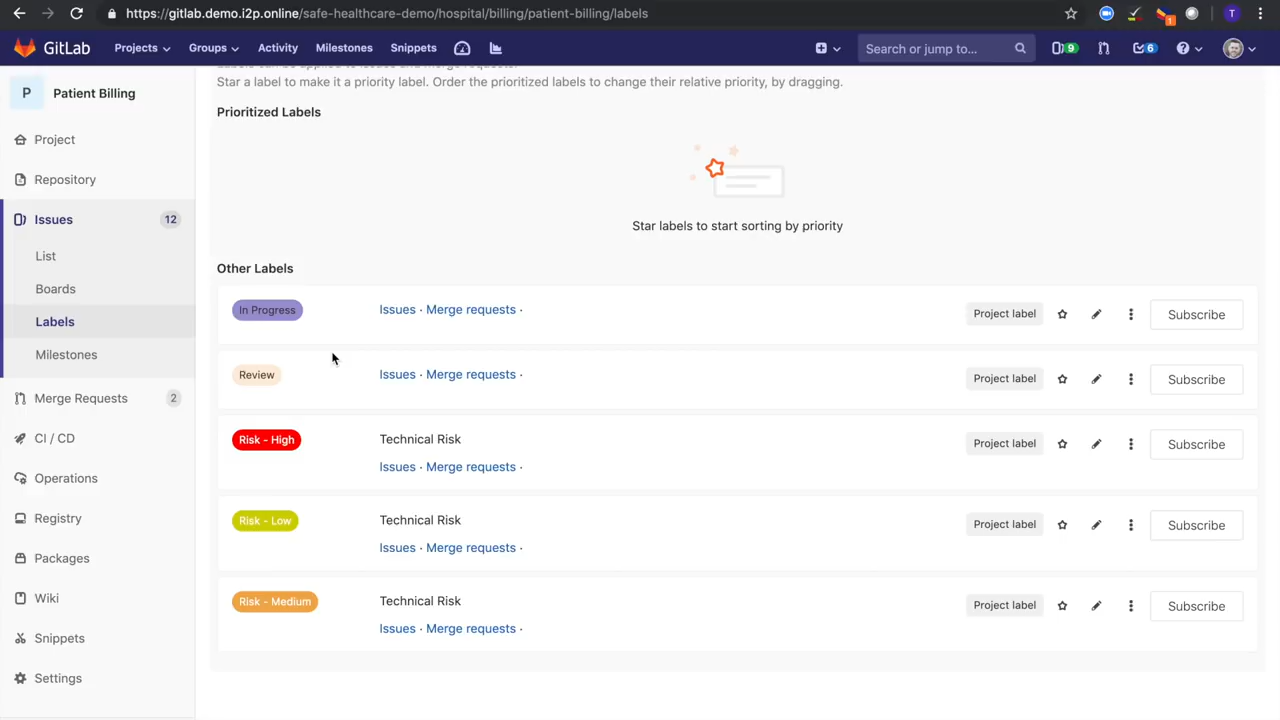 https://gitlab.demo.i2p.online/safe-healthcare-demo/hospital/billing/patient-billing/labels
T
1
GitLab Projects Groups Activity Milestones Snippets Search or jump to... 9 6
P Patient Billing
Project
Repository
Issues 12
List
Boards
Labels
Milestones
Merge Requests 2
CI / CD
Operations
Registry
Packages
Wiki
Snippets
Settings
Labels can be applied to issues and merge requests.
Star a label to make it a priority label. Order the prioritized labels to change their relative priority, by dragging.
Prioritized Labels
Star labels to start sorting by priority
Other Labels
In Progress Issues · Merge requests · Project label Subscribe
Review Issues · Merge requests · Project label Subscribe
Risk - High Technical Risk Project label Subscribe
Issues · Merge requests ·
Risk - Low Technical Risk Project label Subscribe
Issues · Merge requests ·
Risk - Medium Technical Risk Project label Subscribe
Issues · Merge requests ·